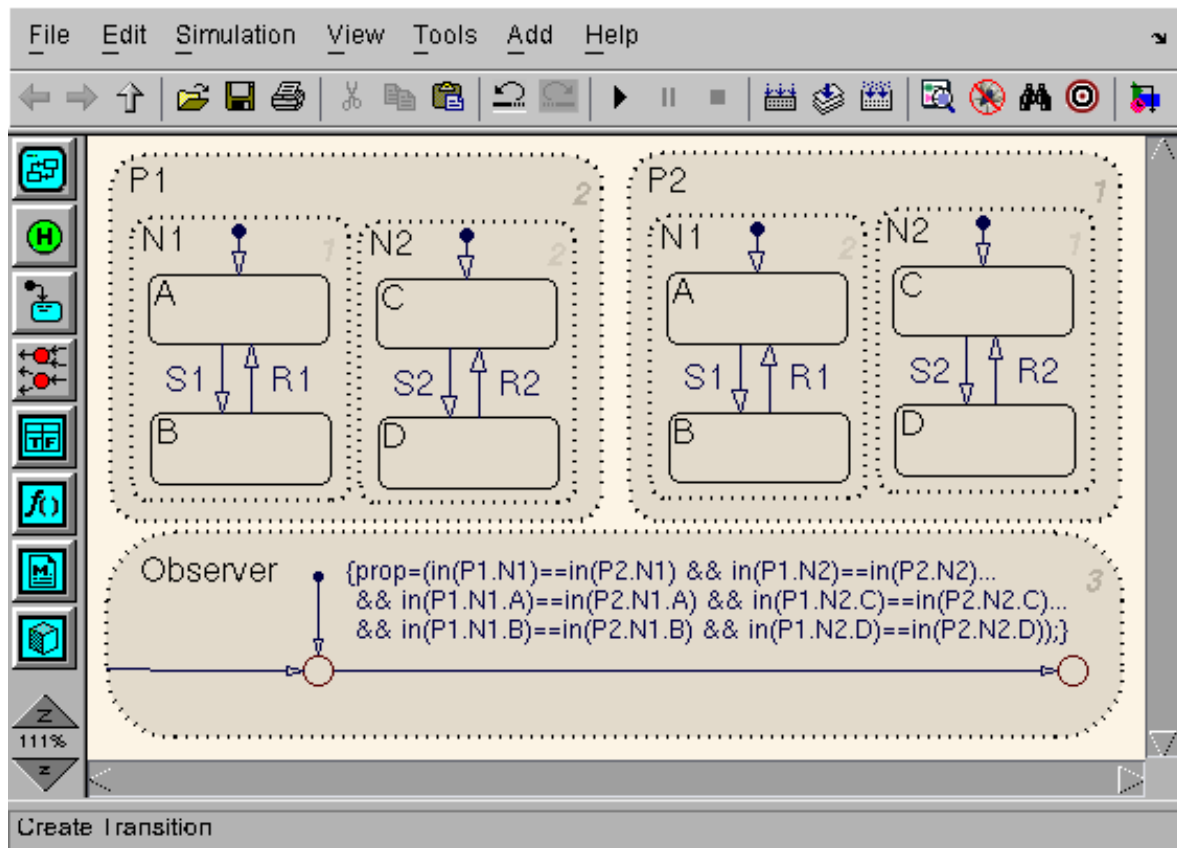 File Edit Simulation View Tools Add Help
H
P1 2 P2 1
N1 1 N2 2 N1 2 N2 1
A C A C
S1 R1 S2 R2 S1 R1 S2 R2
B D B D
TF
f()
M
Observer {prop=(in(P1.N1)==in(P2.N1) && in(P1.N2)==in(P2.N2)... 3
&& in(P1.N1.A)==in(P2.N1.A) && in(P1.N2.C)==in(P2.N2.C)...
&& in(P1.N1.B)==in(P2.N1.B) && in(P1.N2.D)==in(P2.N2.D));}
Z
111%
z
Create Transition